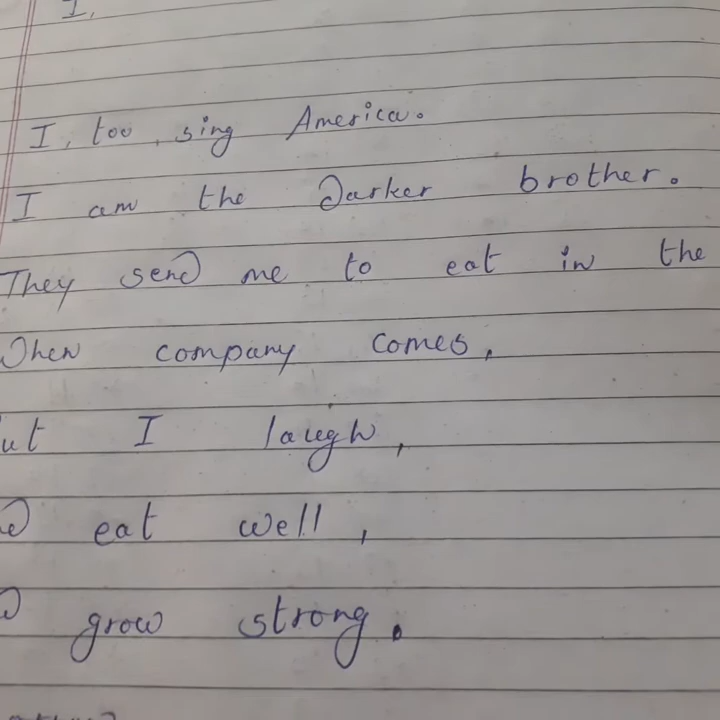 I,
I, too, sing America.
I am the darker brother.
They send me to eat in the
When company comes,
ut I laugh,
eat well,
grow strong.